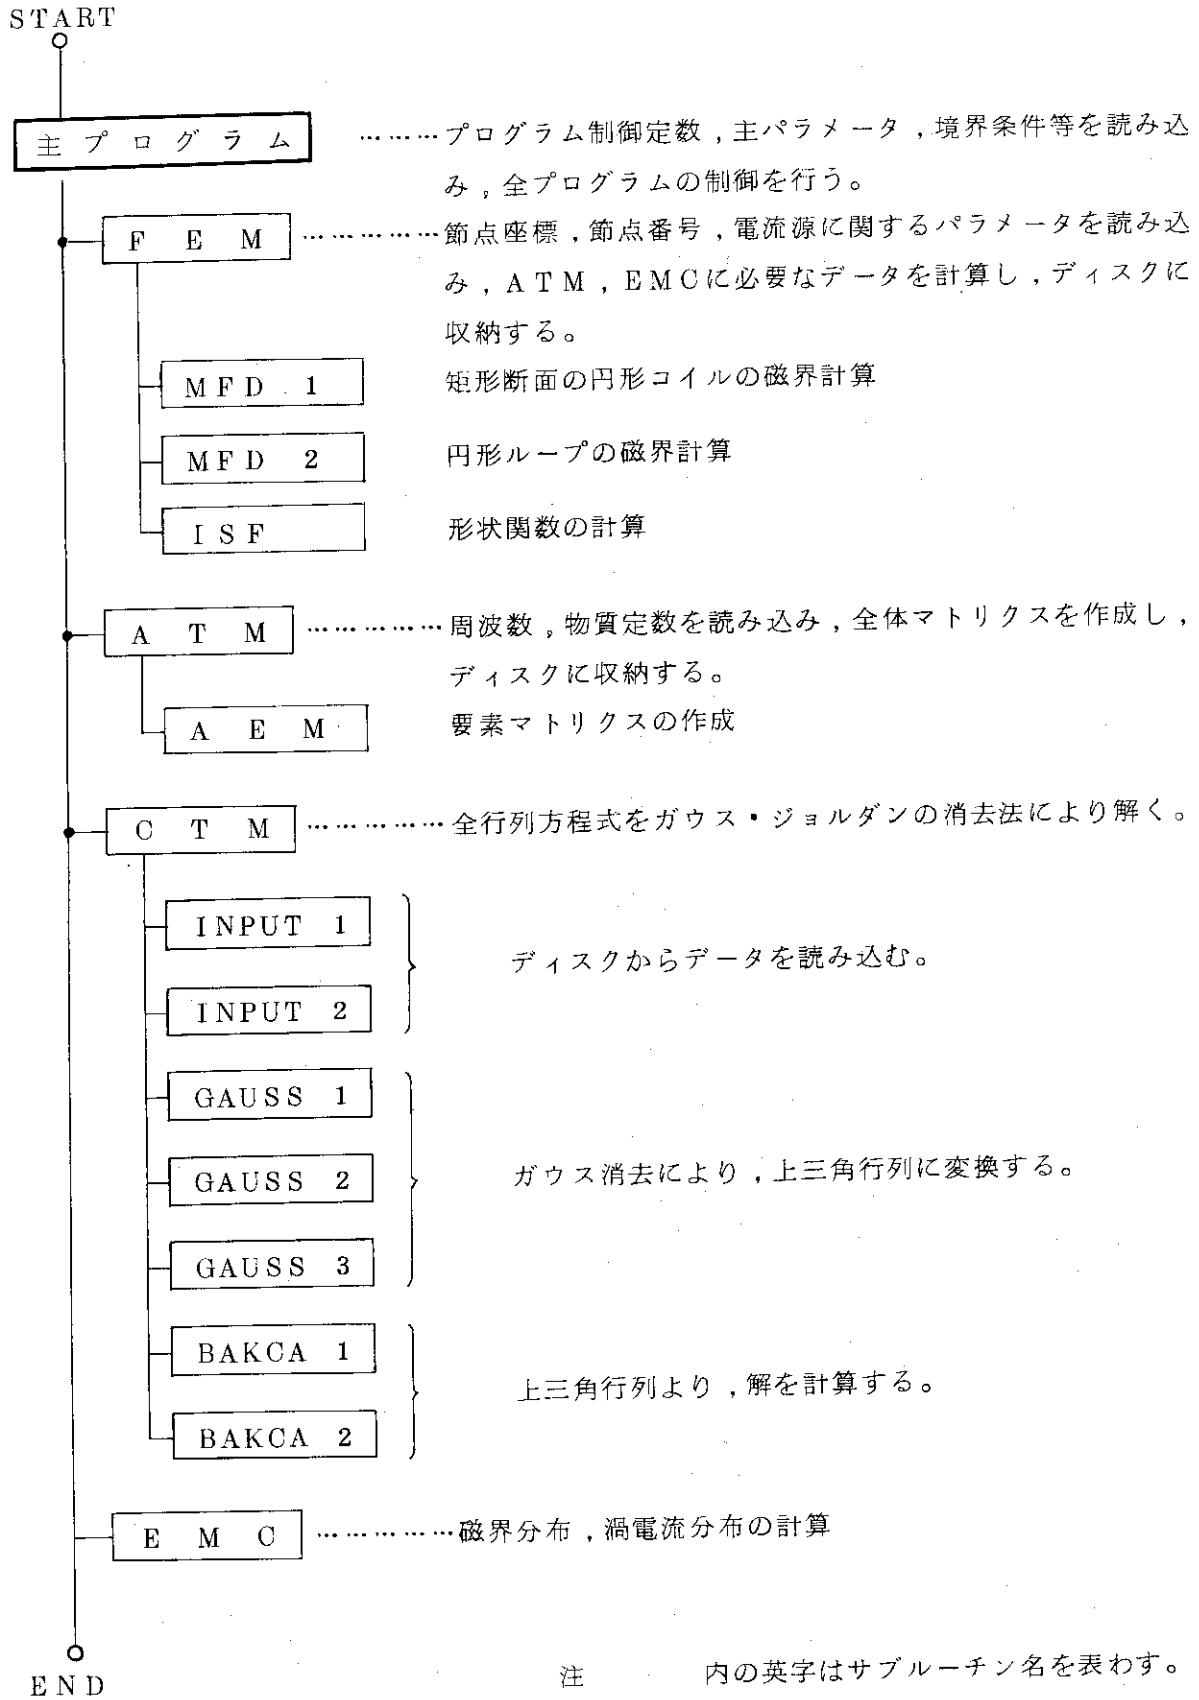 START
主プログラム ………プログラム制御定数,主パラメータ,境界条件等を読み込
み,全プログラムの制御を行う。
FEM ……………節点座標,節点番号,電流源に関するパラメータを読み込
み,ATM,EMCに必要なデータを計算し,ディスクに
収納する。
MFD 1 矩形断面の円形コイルの磁界計算
MFD 2 円形ループの磁界計算
ISF 形状関数の計算
ATM ……………周波数,物質定数を読み込み,全体マトリクスを作成し,
ディスクに収納する。
AEM 要素マトリクスの作成
CTM ……………全行列方程式をガウス・ジョルダンの消去法により解く。
INPUT 1
ディスクからデータを読み込む。
INPUT 2
GAUSS 1
GAUSS 2 ガウス消去により,上三角行列に変換する。
GAUSS 3
BAKCA 1
上三角行列より,解を計算する。
BAKCA 2
EMC ……………磁界分布,渦電流分布の計算
END 注 内の英字はサブルーチン名を表わす。